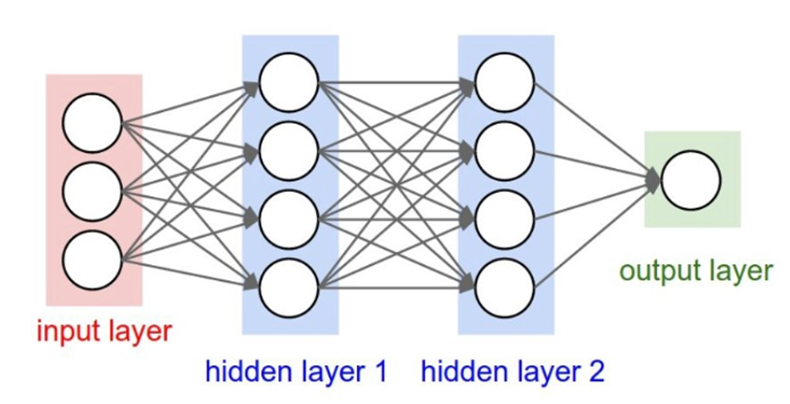 input layer
hidden layer 1
hidden layer 2
output layer